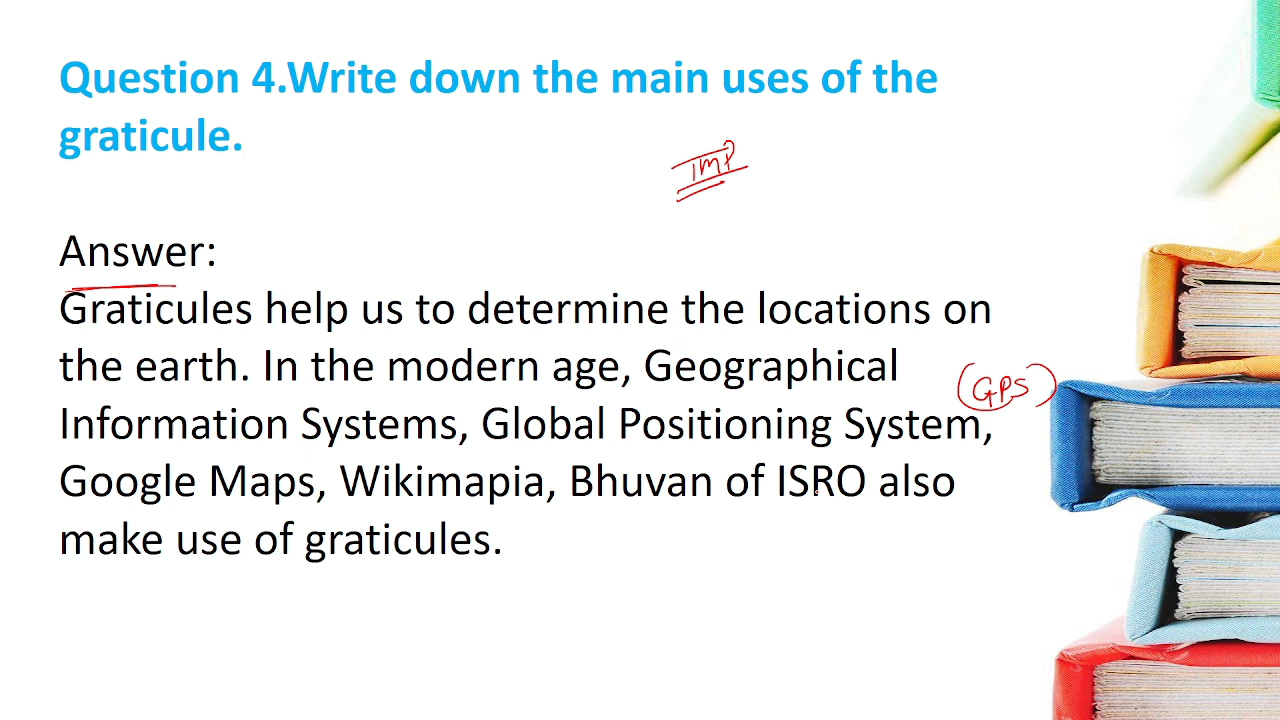 Question 4.Write down the main uses of the
graticule.
IMP
Answer:
Graticules help us to determine the locations on
the earth. In the modern age, Geographical
(GPS)
Information Systems, Global Positioning System,
Google Maps, Wikimapia, Bhuvan of ISRO also
make use of graticules.